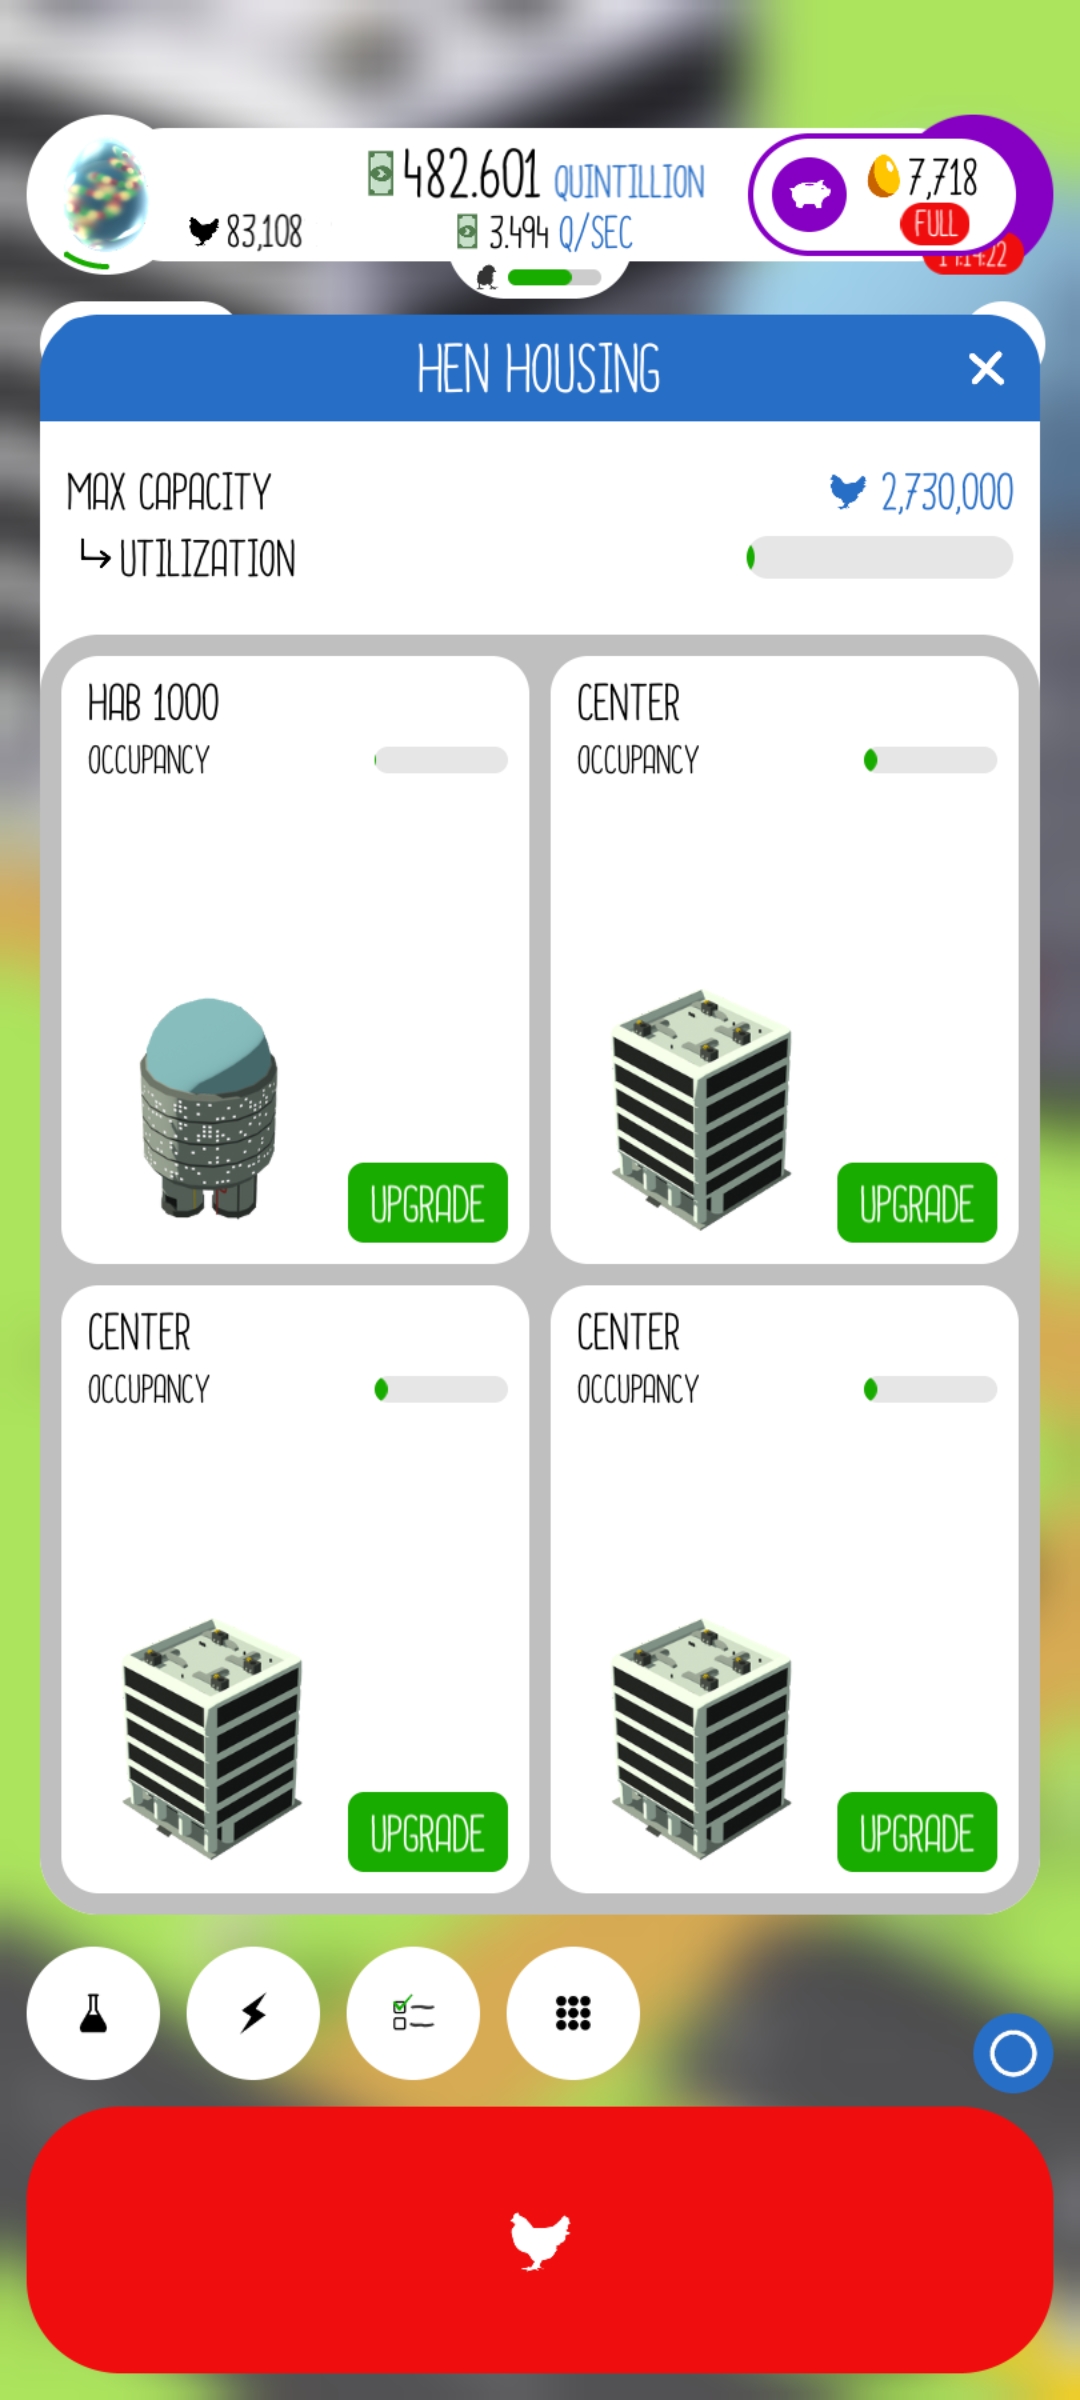 482.601 QUINTILLION
7,718
83,108
3.494 Q/SEC
FULL
HEN HOUSING
MAX CAPACITY
2,730,000
UTILIZATION
HAB 1000
OCCUPANCY
UPGRADE
CENTER
OCCUPANCY
UPGRADE
CENTER
OCCUPANCY
UPGRADE
CENTER
OCCUPANCY
UPGRADE